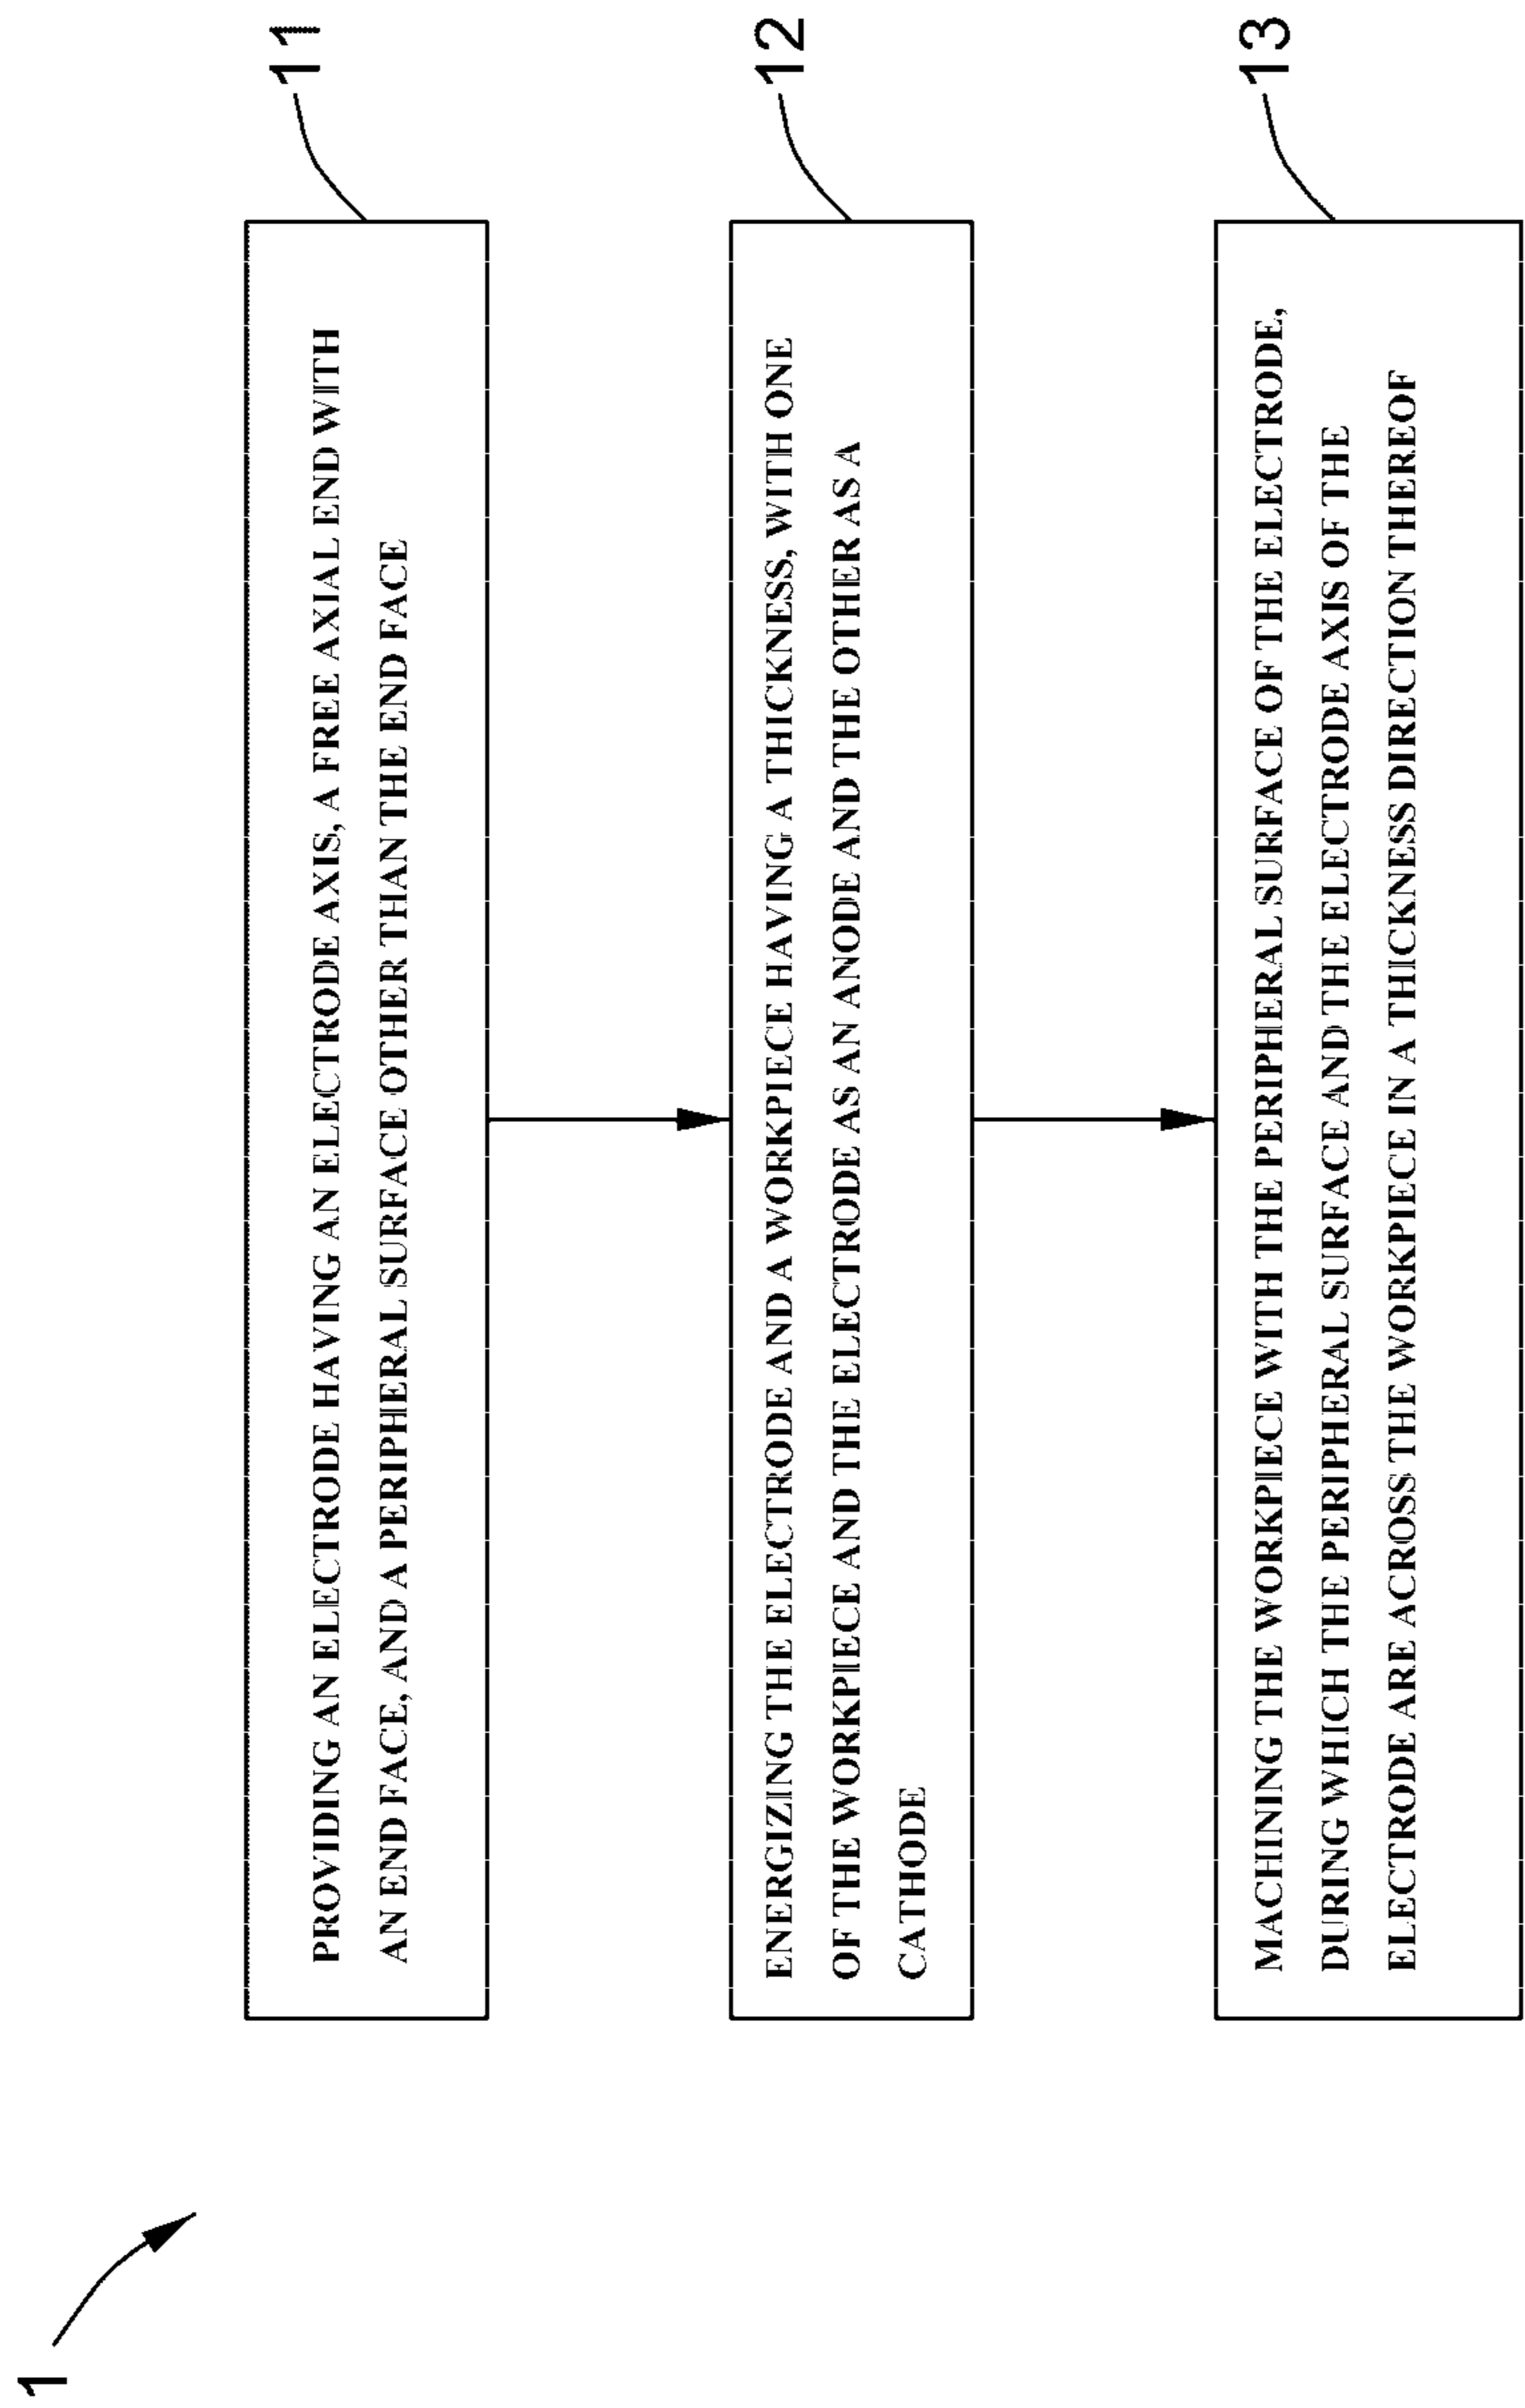 1
11
PROVIDING AN ELECTRODE HAVING AN ELECTRODE AXIS, A FREE AXIAL END WITH
AN END FACE, AND A PERIPHERAL SURFACE OTHER THAN THE END FACE
12
ENERGIZING THE ELECTRODE AND A WORKPIECE HAVING A THICKNESS, WITH ONE
OF THE WORKPIECE AND THE ELECTRODE AS AN ANODE AND THE OTHER AS A
CATHODE
13
MACHINING THE WORKPIECE WITH THE PERIPHERAL SURFACE OF THE ELECTRODE,
DURING WHICH THE PERIPHERAL SURFACE AND THE ELECTRODE AXIS OF THE
ELECTRODE ARE ACROSS THE WORKPIECE IN A THICKNESS DIRECTION THEREOF